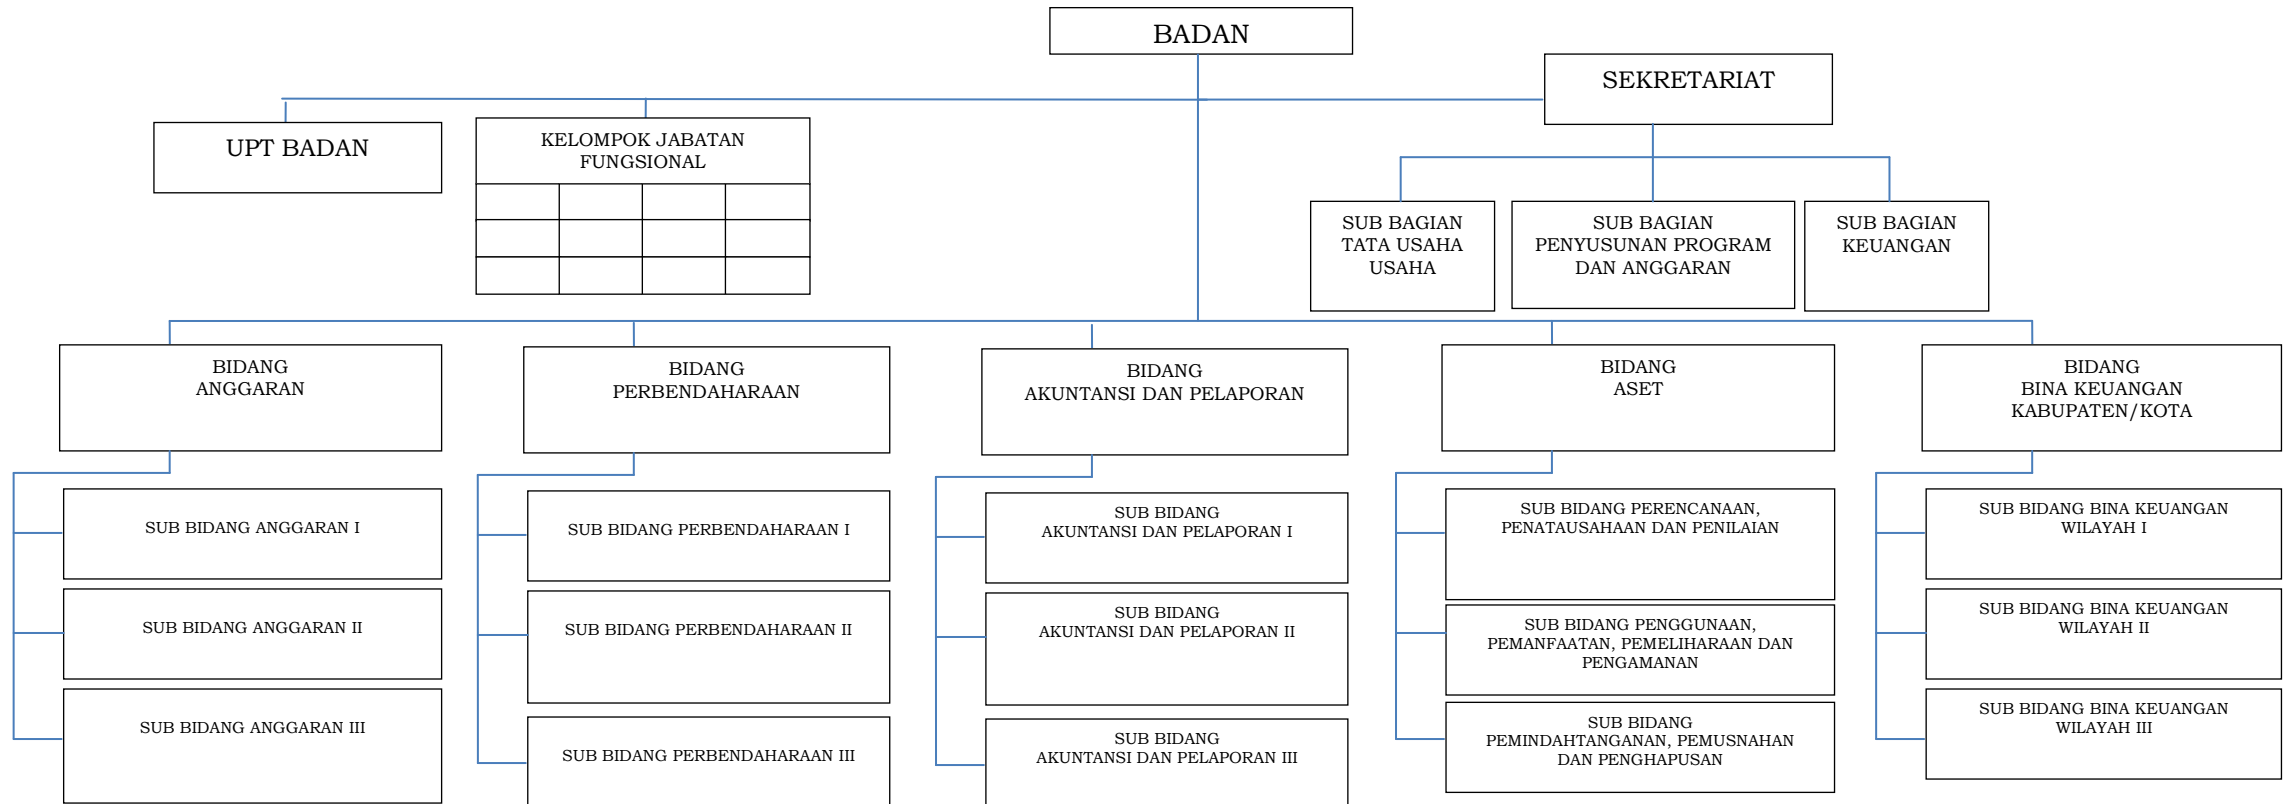 BADAN
SEKRETARIAT
UPT BADAN
KELOMPOK JABATAN
FUNGSIONAL
SUB BAGIAN
TATA USAHA
USAHA
SUB BAGIAN
PENYUSUNAN PROGRAM
DAN ANGGARAN
SUB BAGIAN
KEUANGAN
BIDANG
ANGGARAN
BIDANG
PERBENDAHARAAN
BIDANG
AKUNTANSI DAN PELAPORAN
BIDANG
ASET
BIDANG
BINA KEUANGAN
KABUPATEN/KOTA
SUB BIDANG ANGGARAN I
SUB BIDANG ANGGARAN II
SUB BIDANG ANGGARAN III
SUB BIDANG PERBENDAHARAAN I
SUB BIDANG PERBENDAHARAAN II
SUB BIDANG PERBENDAHARAAN III
SUB BIDANG
AKUNTANSI DAN PELAPORAN I
SUB BIDANG
AKUNTANSI DAN PELAPORAN II
SUB BIDANG
AKUNTANSI DAN PELAPORAN III
SUB BIDANG PERENCANAAN,
PENATAUSAHAAN DAN PENILAIAN
SUB BIDANG PENGGUNAAN,
PEMANFAATAN, PEMELIHARAAN DAN
PENGAMANAN
SUB BIDANG
PEMINDAHTANGANAN, PEMUSNAHAN
DAN PENGHAPUSAN
SUB BIDANG BINA KEUANGAN
WILAYAH I
SUB BIDANG BINA KEUANGAN
WILAYAH II
SUB BIDANG BINA KEUANGAN
WILAYAH III